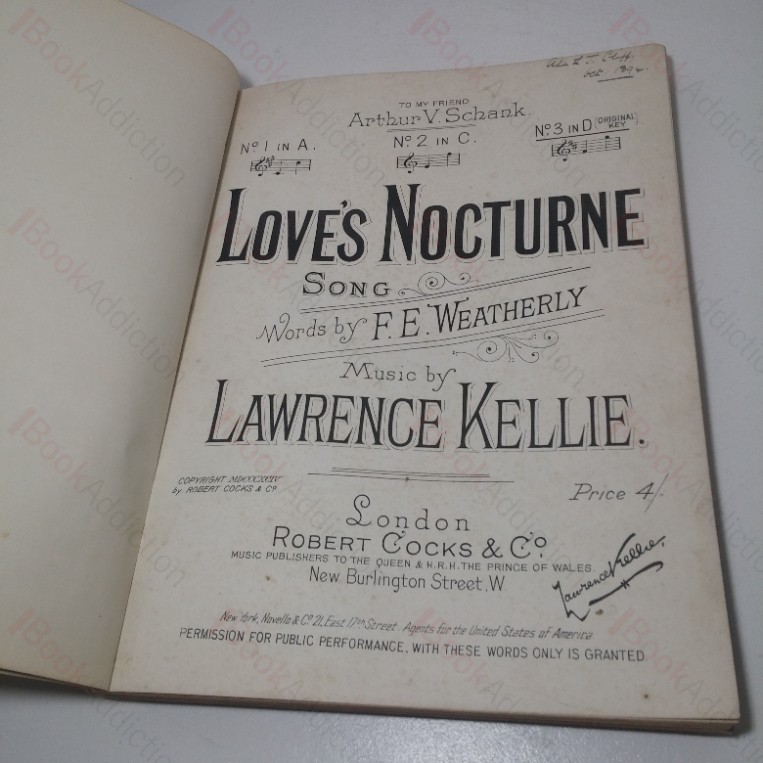 Oct. 1894.
TO MY FRIEND
Arthur V. Schank.
No. 1 IN A. No. 2 IN C. No. 3 IN D (ORIGINAL KEY
LOVE'S NOCTURNE
SONG
Words by F. E. WEATHERLY
Music by
LAWRENCE KELLIE.
COPYRIGHT MDCCCXCIV
by ROBERT COCKS & Co.
Price 4/-
London
ROBERT COCKS & Co.
MUSIC PUBLISHERS TO THE QUEEN & H.R.H. THE PRINCE OF WALES.
New Burlington Street, W
Lawrence Kellie.
New York, Novello & Co. 21, East 17th Street. Agents for the United States of America
PERMISSION FOR PUBLIC PERFORMANCE, WITH THESE WORDS ONLY IS GRANTED.
BookAddiction